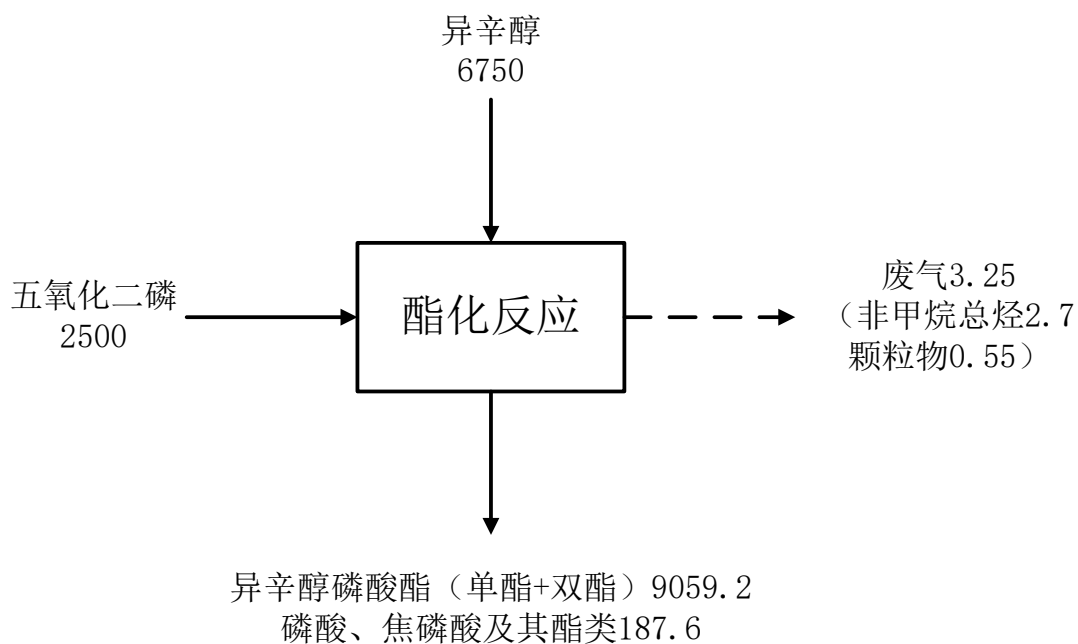 异辛醇
6750
五氧化二磷
2500
酯化反应
废气3.25
（非甲烷总烃2.7
颗粒物0.55）
异辛醇磷酸酯（单酯+双酯）9059.2
磷酸、焦磷酸及其酯类187.6